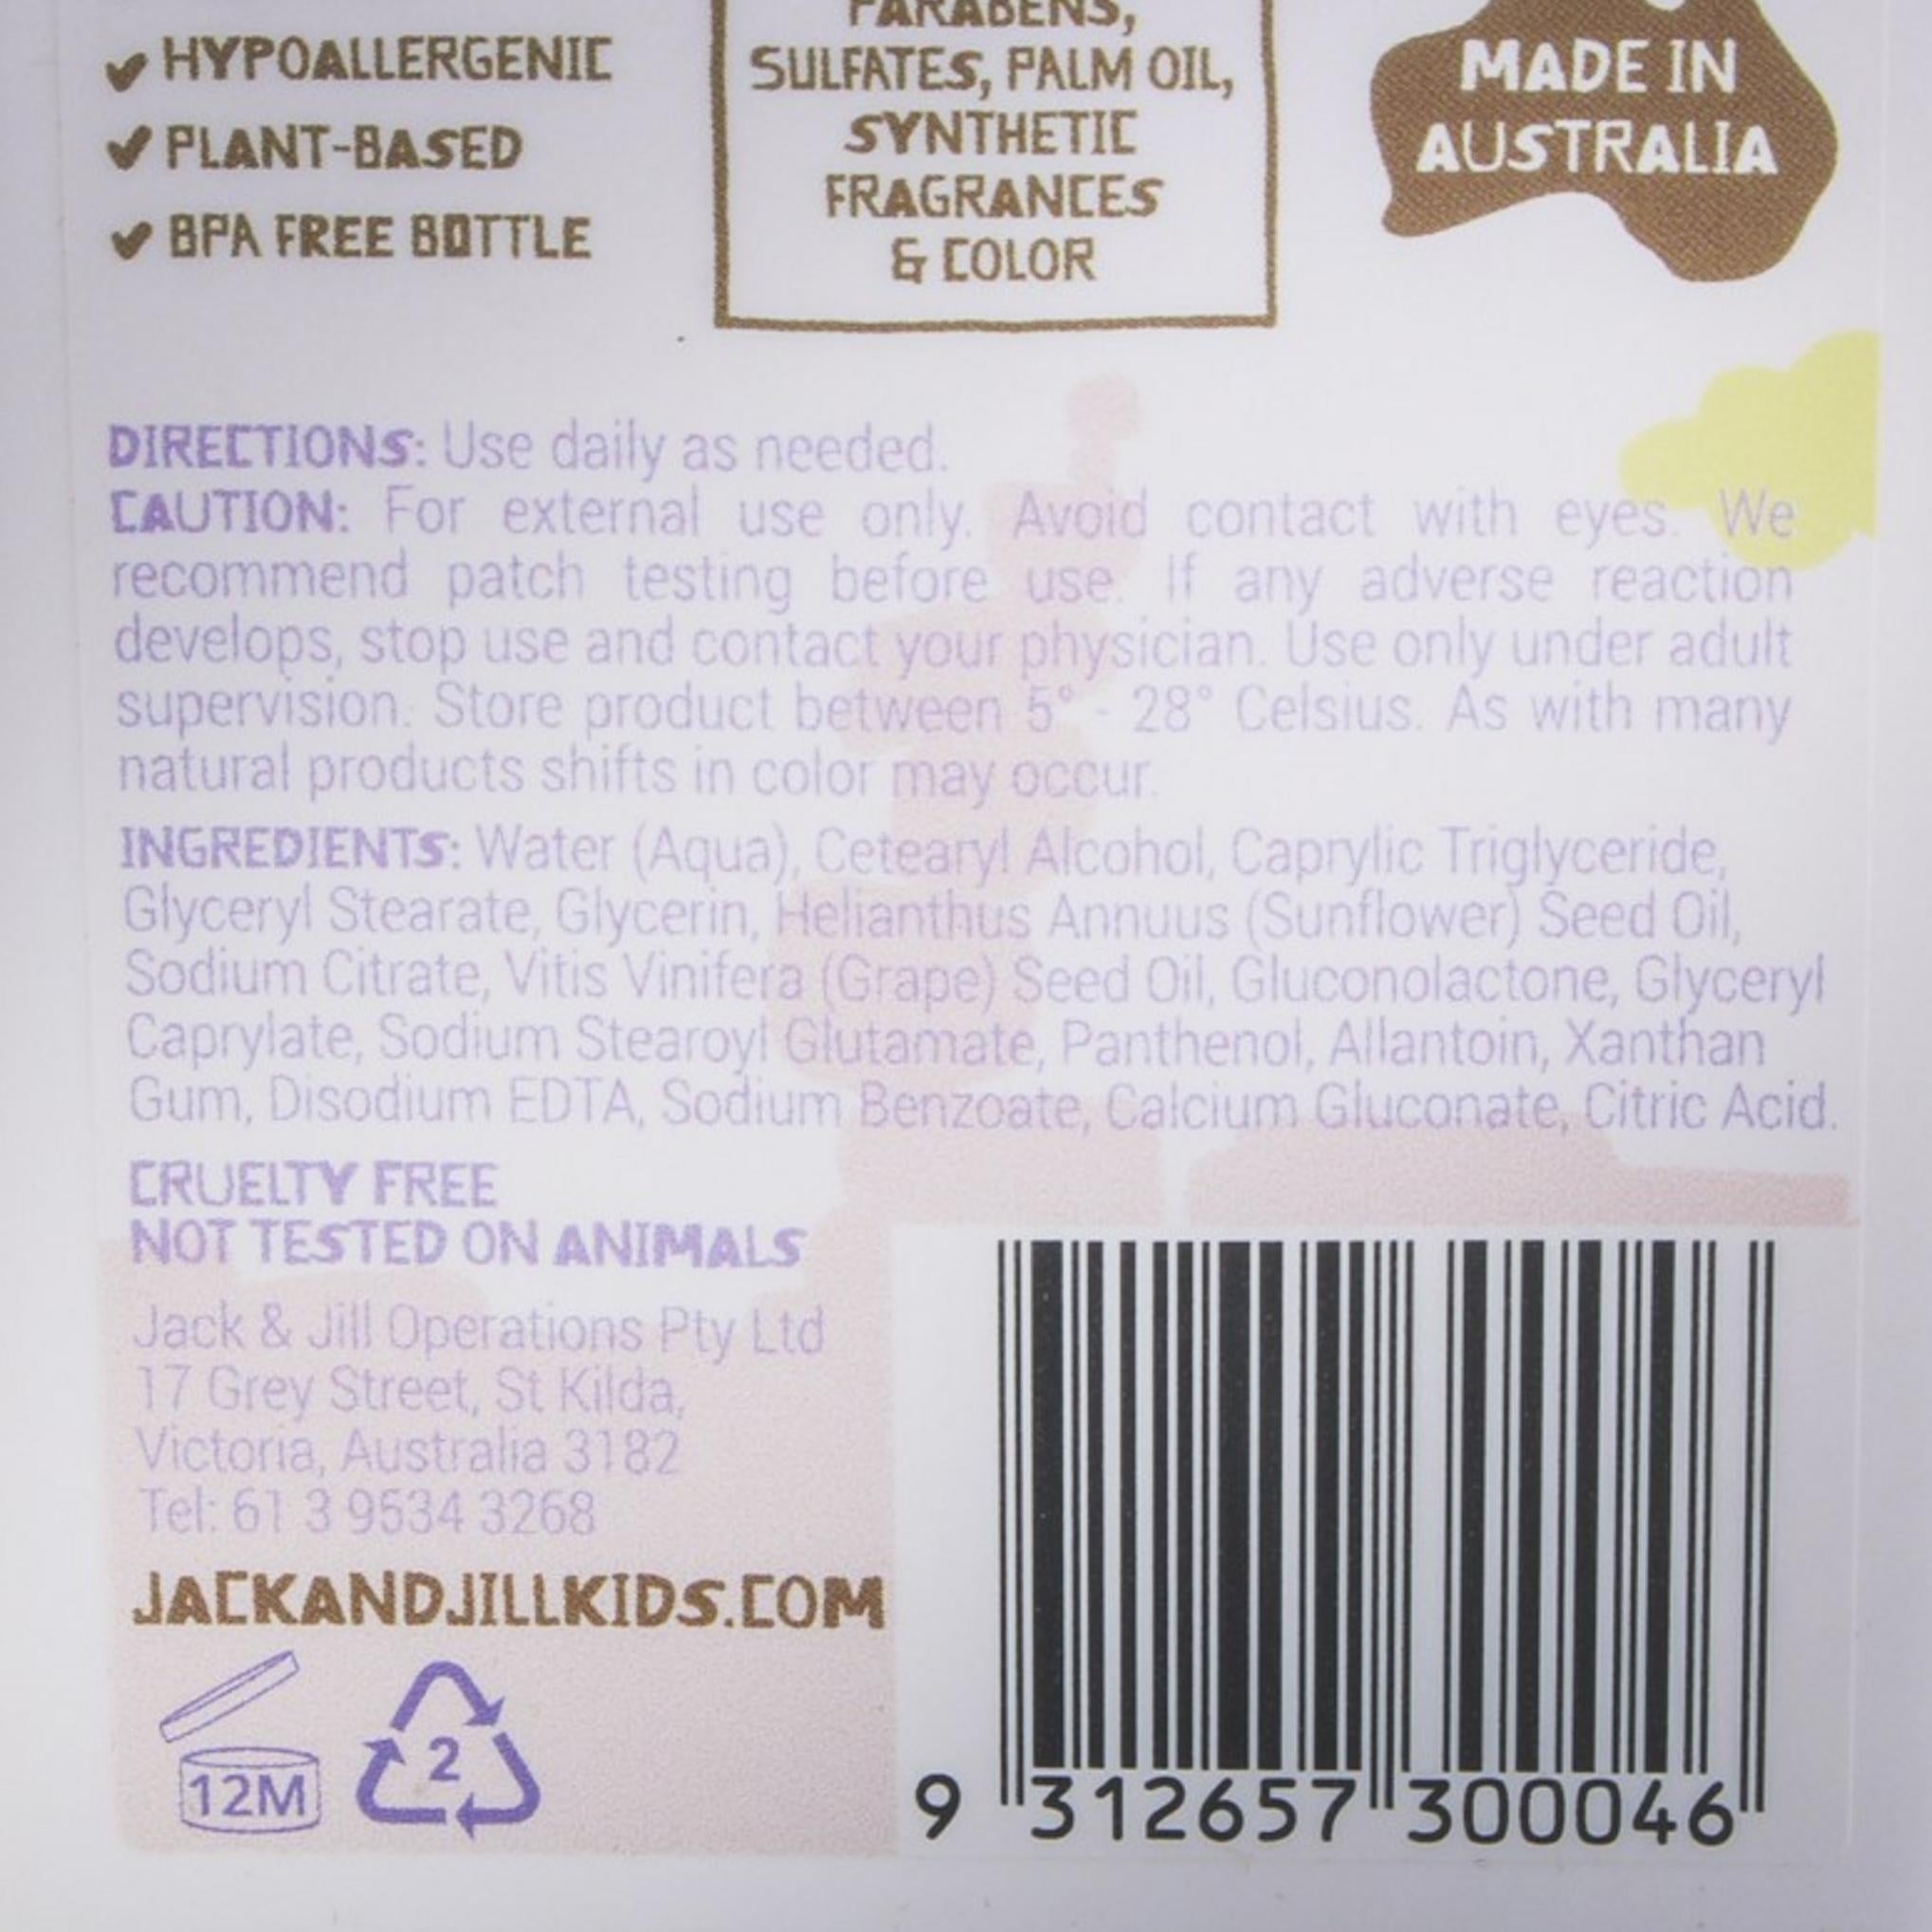 HYPOALLERGENIC
PLANT-BASED
BPA FREE BOTTLE
PARABENS,
SULFATES, PALM OIL,
SYNTHETIC
FRAGRANCES
& COLOR
MADE IN
AUSTRALIA
DIRECTIONS: Use daily as needed.
CAUTION: For external use only. Avoid contact with eyes. We
recommend patch testing before use. If any adverse reaction
develops, stop use and contact your physician. Use only under adult
supervision. Store product between 5° - 28° Celsius. As with many
natural products shifts in color may occur.
INGREDIENTS: Water (Aqua), Cetearyl Alcohol, Caprylic Triglyceride,
Glyceryl Stearate, Glycerin, Helianthus Annuus (Sunflower) Seed Oil,
Sodium Citrate, Vitis Vinifera (Grape) Seed Oil, Gluconolactone, Glyceryl
Caprylate, Sodium Stearoyl Glutamate, Panthenol, Allantoin, Xanthan
Gum, Disodium EDTA, Sodium Benzoate, Calcium Gluconate, Citric Acid.
CRUELTY FREE
NOT TESTED ON ANIMALS
Jack & Jill Operations Pty Ltd
17 Grey Street, St Kilda,
Victoria, Australia 3182
Tel: 61 3 9534 3268
JACKANDJILLKIDS.COM
12M
2
9 312657 300046